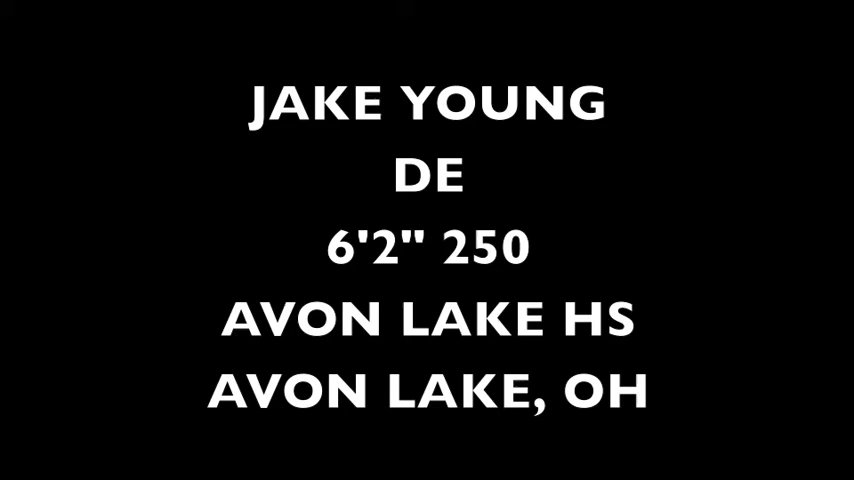 JAKE YOUNG
DE
6'2" 250
AVON LAKE HS
AVON LAKE, OH